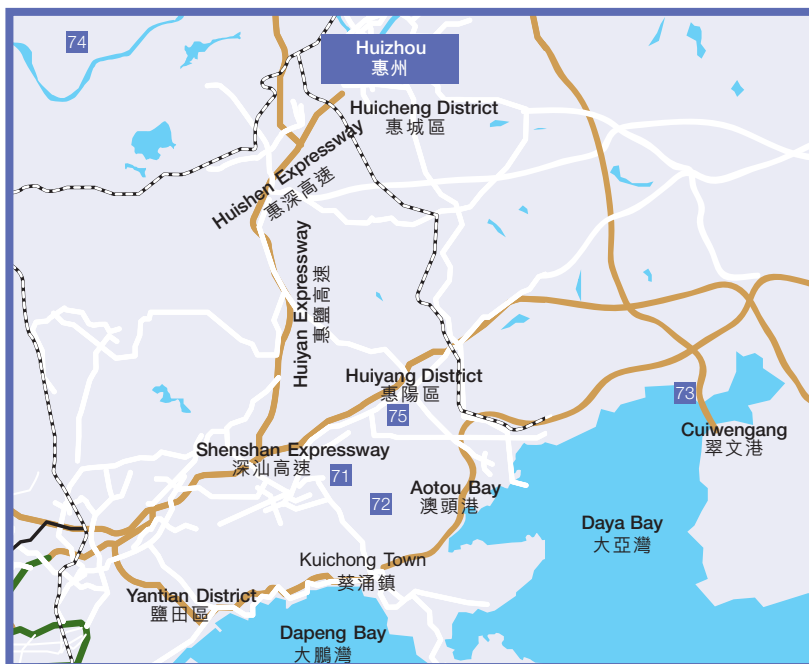 74
Huizhou
惠州
Huicheng District
惠城區
Huishen Expressway
惠深高速
Huiyan Expressway
惠鹽高速
Huiyang District
惠陽區
75
73
Cuiwengang
翠文港
Shenshan Expressway
深汕高速
71
72
Aotou Bay
澳頭港
Daya Bay
大亞灣
Kuichong Town
葵涌鎮
Yantian District
鹽田區
Dapeng Bay
大鵬灣